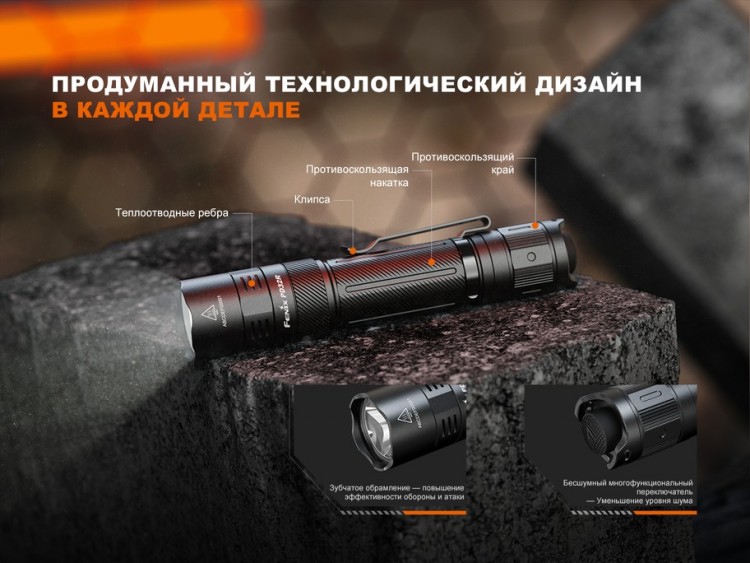 ПРОДУМАННЫЙ ТЕХНОЛОГИЧЕСКИЙ ДИЗАЙН
В КАЖДОЙ ДЕТАЛЕ
Противоскользящий
край
Противоскользящая
накатка
Клипса
Теплоотводные ребра
FENIX PD32R
Зубчатое обрамление — повышение
эффективности обороны и атаки
Бесшумный многофункциональный
переключатель
— Уменьшение уровня шума